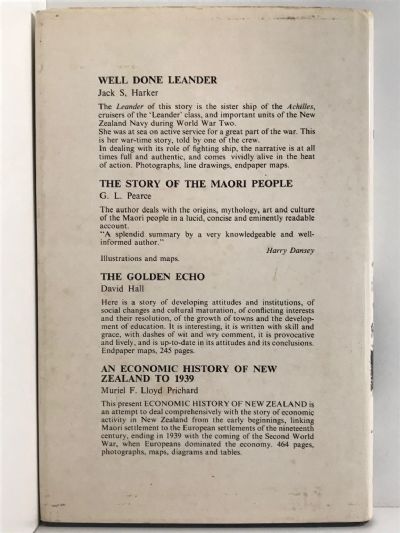 WELL DONE LEANDER
Jack S, Harker
The Leander of this story is the sister ship of the Achilles,
cruisers of the 'Leander' class, and important units of the New
Zealand Navy during World War Two.
She was at sea on active service for a great part of the war. This
is her war-time story, told by one of the crew.
In dealing with its role of fighting ship, the narrative is at all
times full and authentic, and comes vividly alive in the heat
of action. Photographs, line drawings, endpaper maps.
THE STORY OF THE MAORI PEOPLE
G. L. Pearce
The author deals with the origins, mythology, art and culture
of the Maori people in a lucid, concise and eminently readable
account.
"A splendid summary by a very knowledgeable and well-
informed author."
Harry Dansey
Illustrations and maps.
THE GOLDEN ECHO
David Hall
Here is a story of developing attitudes and institutions, of
social changes and cultural maturation, of conflicting interests
and their resolution, of the growth of towns and the develop-
ment of education. It is interesting, it is written with skill and
grace, with dashes of wit and wry comment, it is provocative
and lively, and is up-to-date in its attitudes and its conclusions.
Endpaper maps, 245 pages.
AN ECONOMIC HISTORY OF NEW
ZEALAND TO 1939
Muriel F. Lloyd Prichard
This present ECONOMIC HISTORY OF NEW ZEALAND is
an attempt to deal comprehensively with the story of economic
activity in New Zealand from the early beginnings, linking
Maori settlement to the European settlements of the nineteenth
century, ending in 1939 with the coming of the Second World
War, when Europeans dominated the economy. 464 pages,
photographs, maps, diagrams and tables.